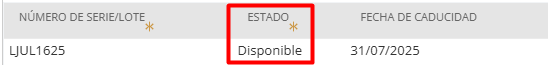 NÚMERO DE SERIE/LOTE * ESTADO * FECHA DE CADUCIDAD
LJUL1625 Disponible 31/07/2025